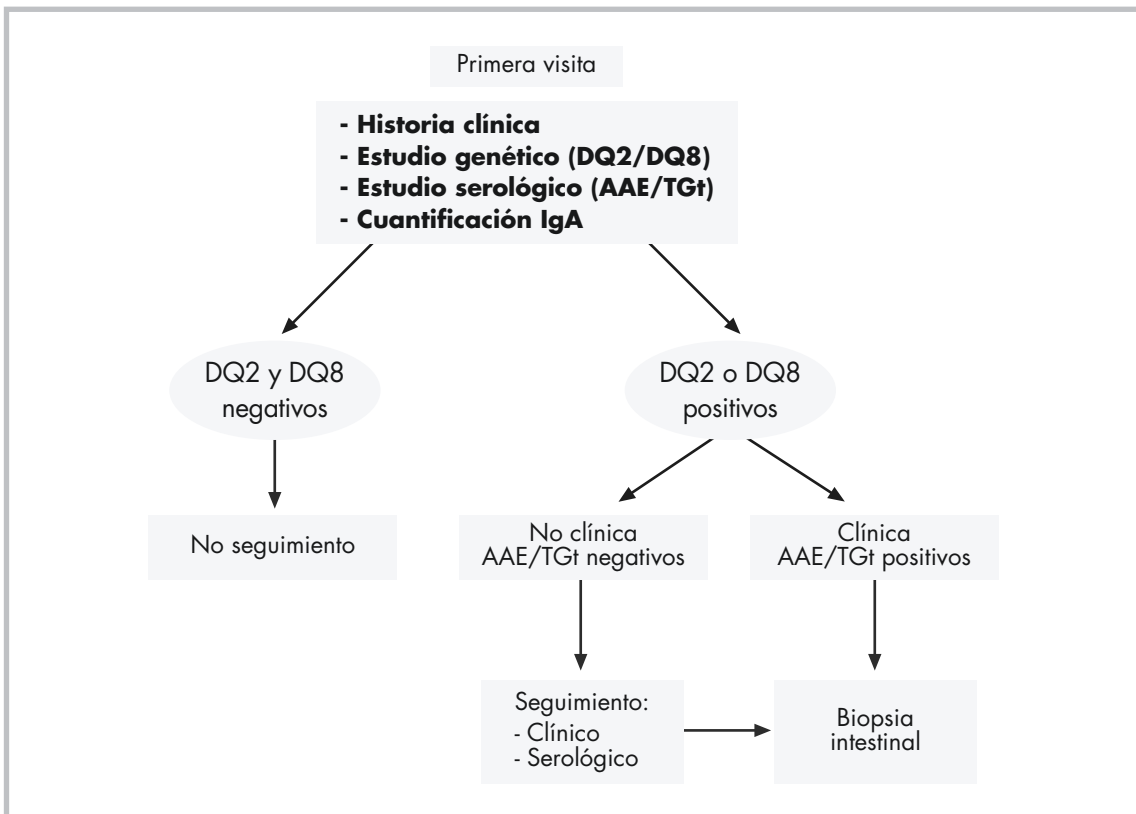 Primera visita
- Historia clínica
- Estudio genético (DQ2/DQ8)
- Estudio serológico (AAE/TGt)
- Cuantificación IgA
DQ2 y DQ8
negativos
DQ2 o DQ8
positivos
No seguimiento
No clínica
AAE/TGt negativos
Clínica
AAE/TGt positivos
Seguimiento:
- Clínico
- Serológico
Biopsia
intestinal